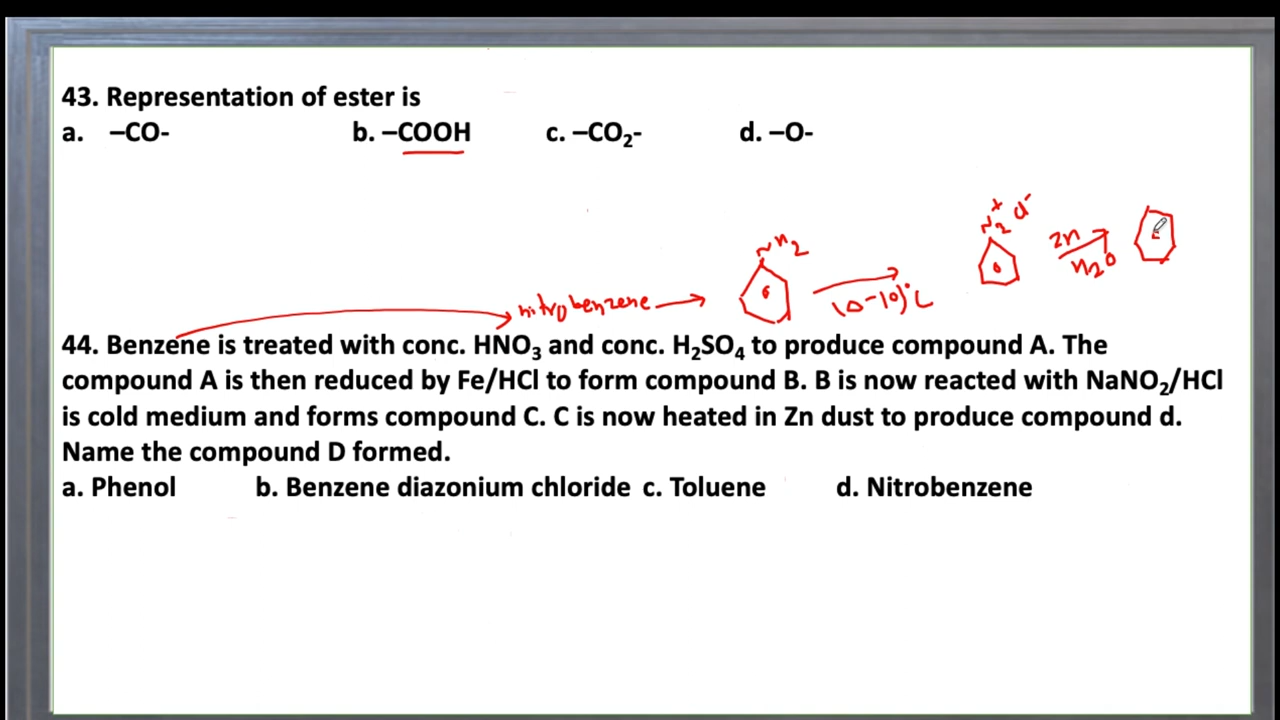 43. Representation of ester is
a. –CO- b. –COOH c. –CO₂- d. –O-
N₂⁺ Cl⁻
NH₂ Zn
nitrobenzene (0-10)°C H₂O
44. Benzene is treated with conc. HNO₃ and conc. H₂SO₄ to produce compound A. The
compound A is then reduced by Fe/HCl to form compound B. B is now reacted with NaNO₂/HCl
is cold medium and forms compound C. C is now heated in Zn dust to produce compound d.
Name the compound D formed.
a. Phenol b. Benzene diazonium chloride c. Toluene d. Nitrobenzene